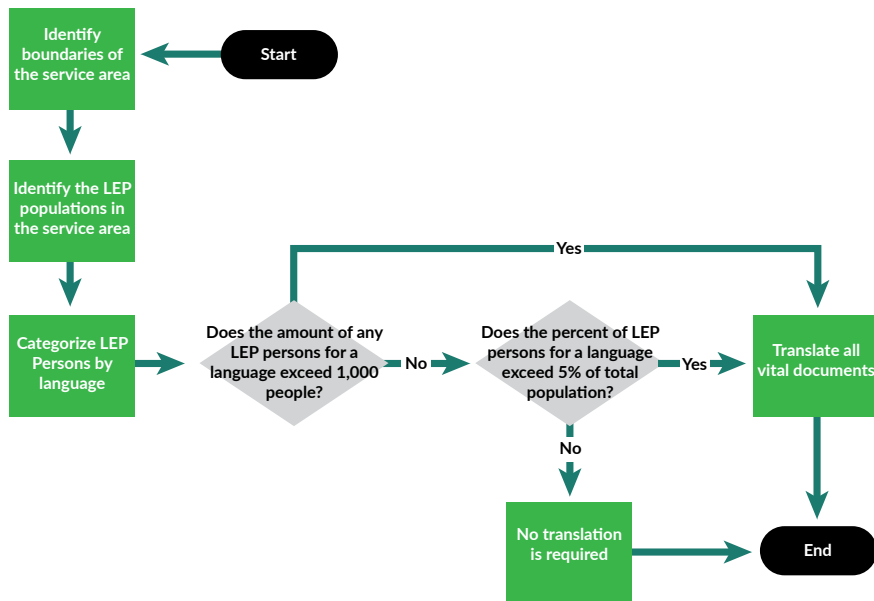 Identify
boundaries of
the service area
Start
Identify the LEP
populations in
the service area
Yes
Categorize LEP
Persons by
language
Does the amount of any
LEP persons for a
language exceed 1,000
people?
No
Does the percent of LEP
persons for a language
exceed 5% of total
population?
Yes
Translate all
vital documents
No
No translation
is required
End